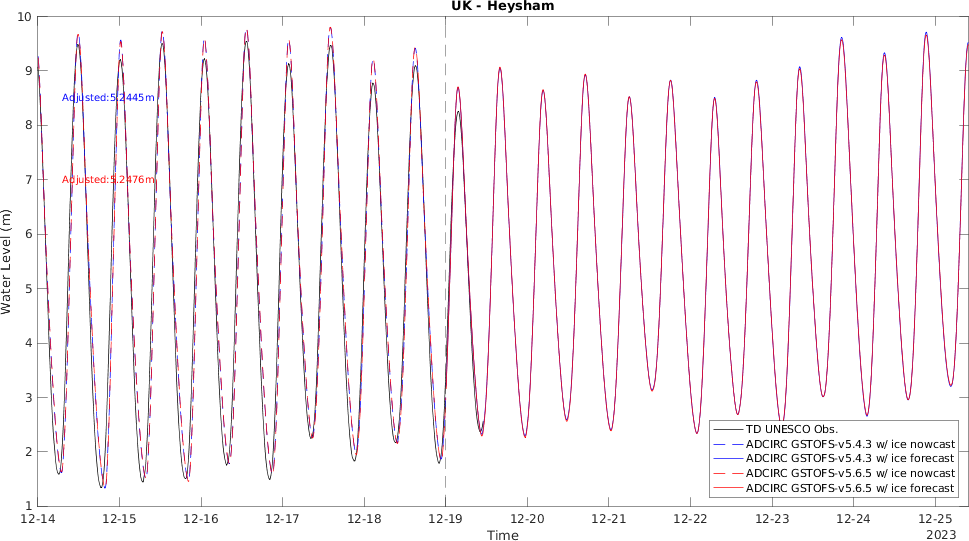 UK - Heysham
10
9
8
7
6
5
4
3
2
1
Water Level (m)
Adjusted:5.2445m
Adjusted:5.2476m
TD UNESCO Obs.
ADCIRC GSTOFS-v5.4.3 w/ ice nowcast
ADCIRC GSTOFS-v5.4.3 w/ ice forecast
ADCIRC GSTOFS-v5.6.5 w/ ice nowcast
ADCIRC GSTOFS-v5.6.5 w/ ice forecast
12-14 12-15 12-16 12-17 12-18 12-19 12-20 12-21 12-22 12-23 12-24 12-25
Time
2023